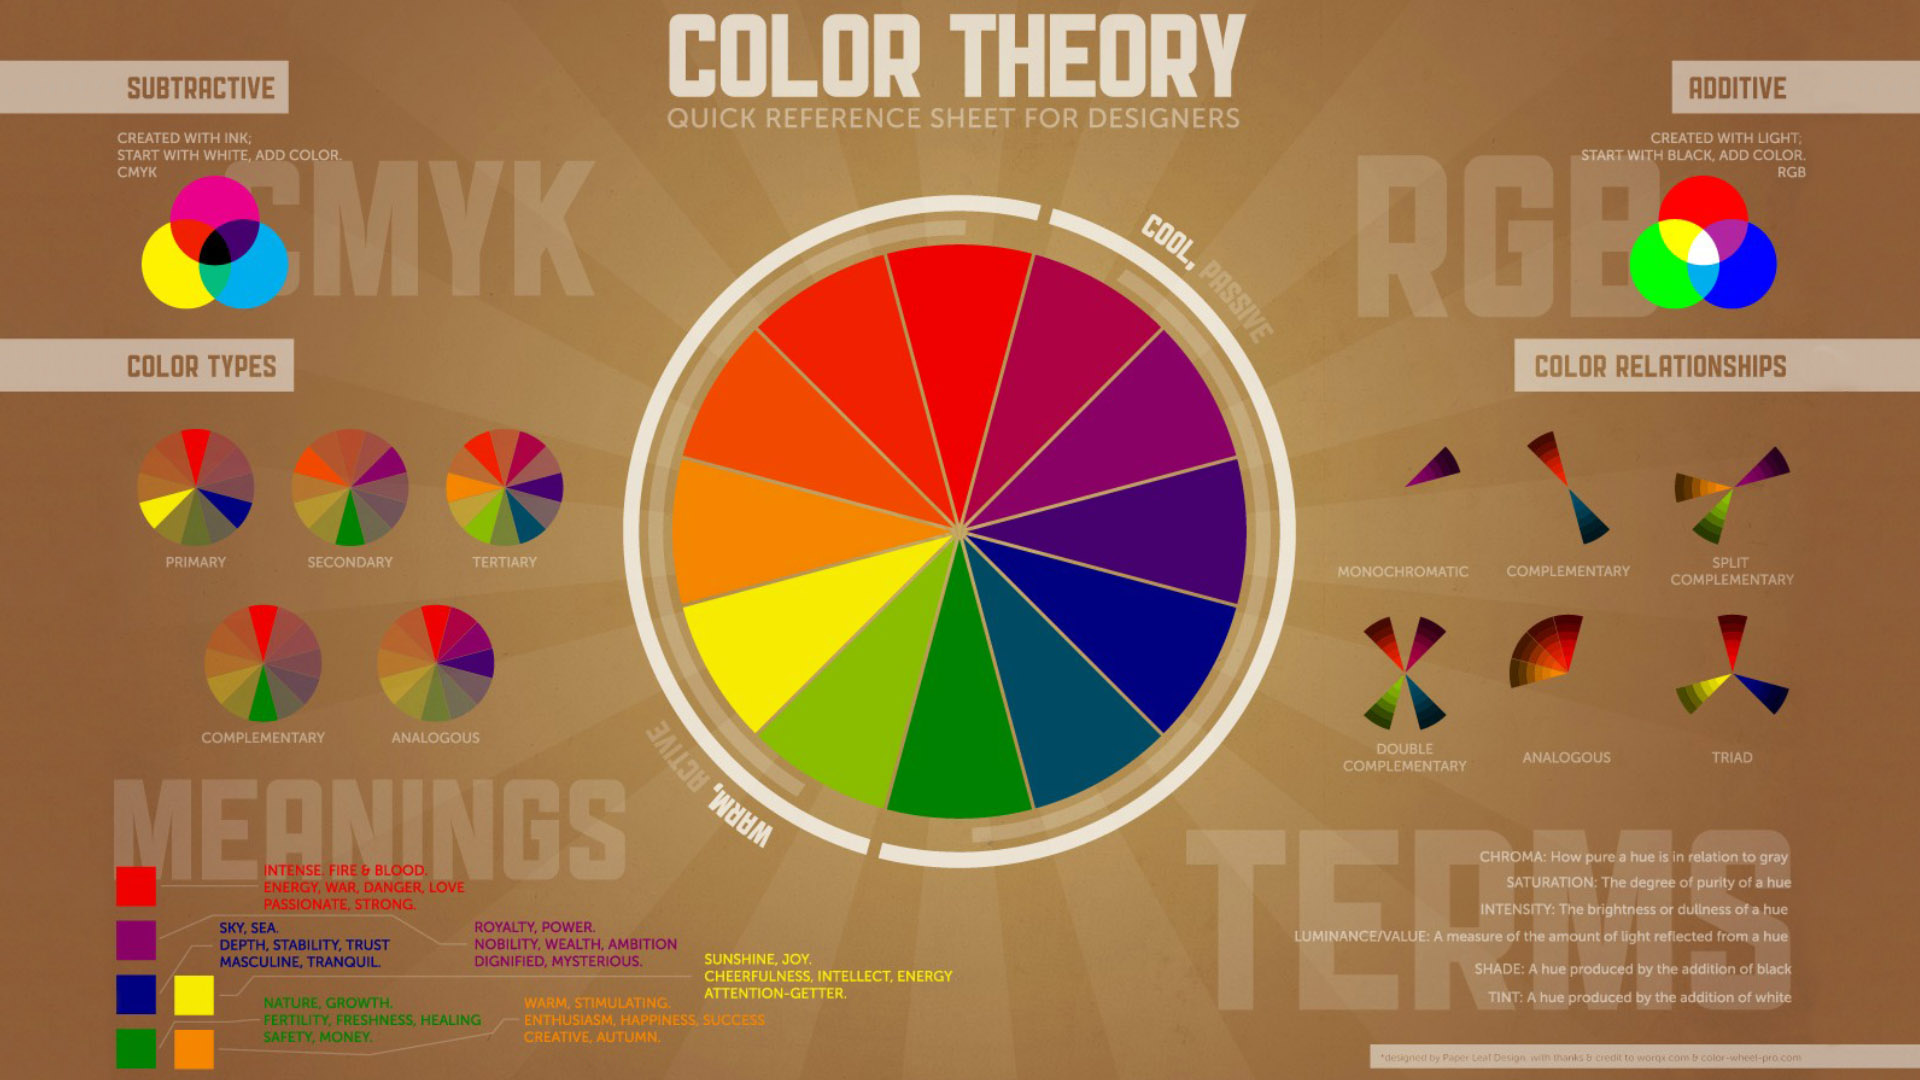 COLOR THEORY
QUICK REFERENCE SHEET FOR DESIGNERS
SUBTRACTIVE
CREATED WITH INK;
START WITH WHITE, ADD COLOR.
CMYK
CMYK
ADDITIVE
CREATED WITH LIGHT;
START WITH BLACK, ADD COLOR.
RGB
RGB
COOL, PASSIVE
WARM, ACTIVE
COLOR TYPES
PRIMARY
SECONDARY
TERTIARY
COMPLEMENTARY
ANALOGOUS
COLOR RELATIONSHIPS
MONOCHROMATIC
COMPLEMENTARY
SPLIT
COMPLEMENTARY
DOUBLE
COMPLEMENTARY
ANALOGOUS
TRIAD
MEANINGS
INTENSE. FIRE & BLOOD.
ENERGY, WAR, DANGER, LOVE
PASSIONATE, STRONG.
SKY, SEA.
DEPTH, STABILITY, TRUST
MASCULINE, TRANQUIL.
ROYALTY, POWER.
NOBILITY, WEALTH, AMBITION
DIGNIFIED, MYSTERIOUS.
SUNSHINE, JOY.
CHEERFULNESS, INTELLECT, ENERGY
ATTENTION-GETTER.
NATURE, GROWTH.
FERTILITY, FRESHNESS, HEALING
SAFETY, MONEY.
WARM, STIMULATING.
ENTHUSIASM, HAPPINESS, SUCCESS
CREATIVE, AUTUMN.
TERMS
CHROMA: How pure a hue is in relation to gray
SATURATION: The degree of purity of a hue
INTENSITY: The brightness or dullness of a hue
LUMINANCE/VALUE: A measure of the amount of light reflected from a hue
SHADE: A hue produced by the addition of black
TINT: A hue produced by the addition of white
*designed by Paper Leaf Design, with thanks & credit to worqx.com & color-wheel-pro.com